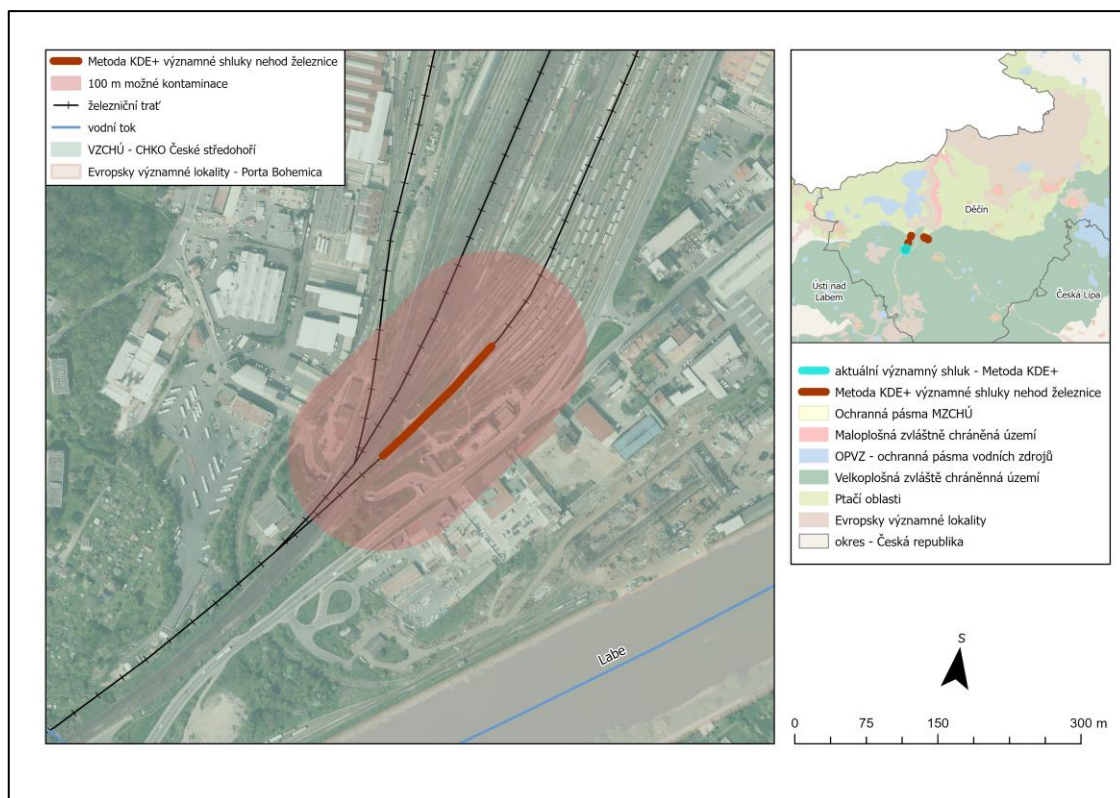 Metoda KDE+ významné shluky nehod železnice
100 m možné kontaminace
železniční trať
vodní tok
VZCHÚ - CHKO České středohoří
Evropsky významné lokality - Porta Bohemica
Labe
Děčín
Ústí nad
Labem
Česká Lípa
aktuální významný shluk - Metoda KDE+
Metoda KDE+ významné shluky nehod železnice
Ochranná pásma MZCHÚ
Maloplošná zvláštně chráněná území
OPVZ - ochranná pásma vodních zdrojů
Velkoplošná zvláště chráněnná území
Ptačí oblasti
Evropsky významné lokality
okres - Česká republika
S
0 75 150 300 m